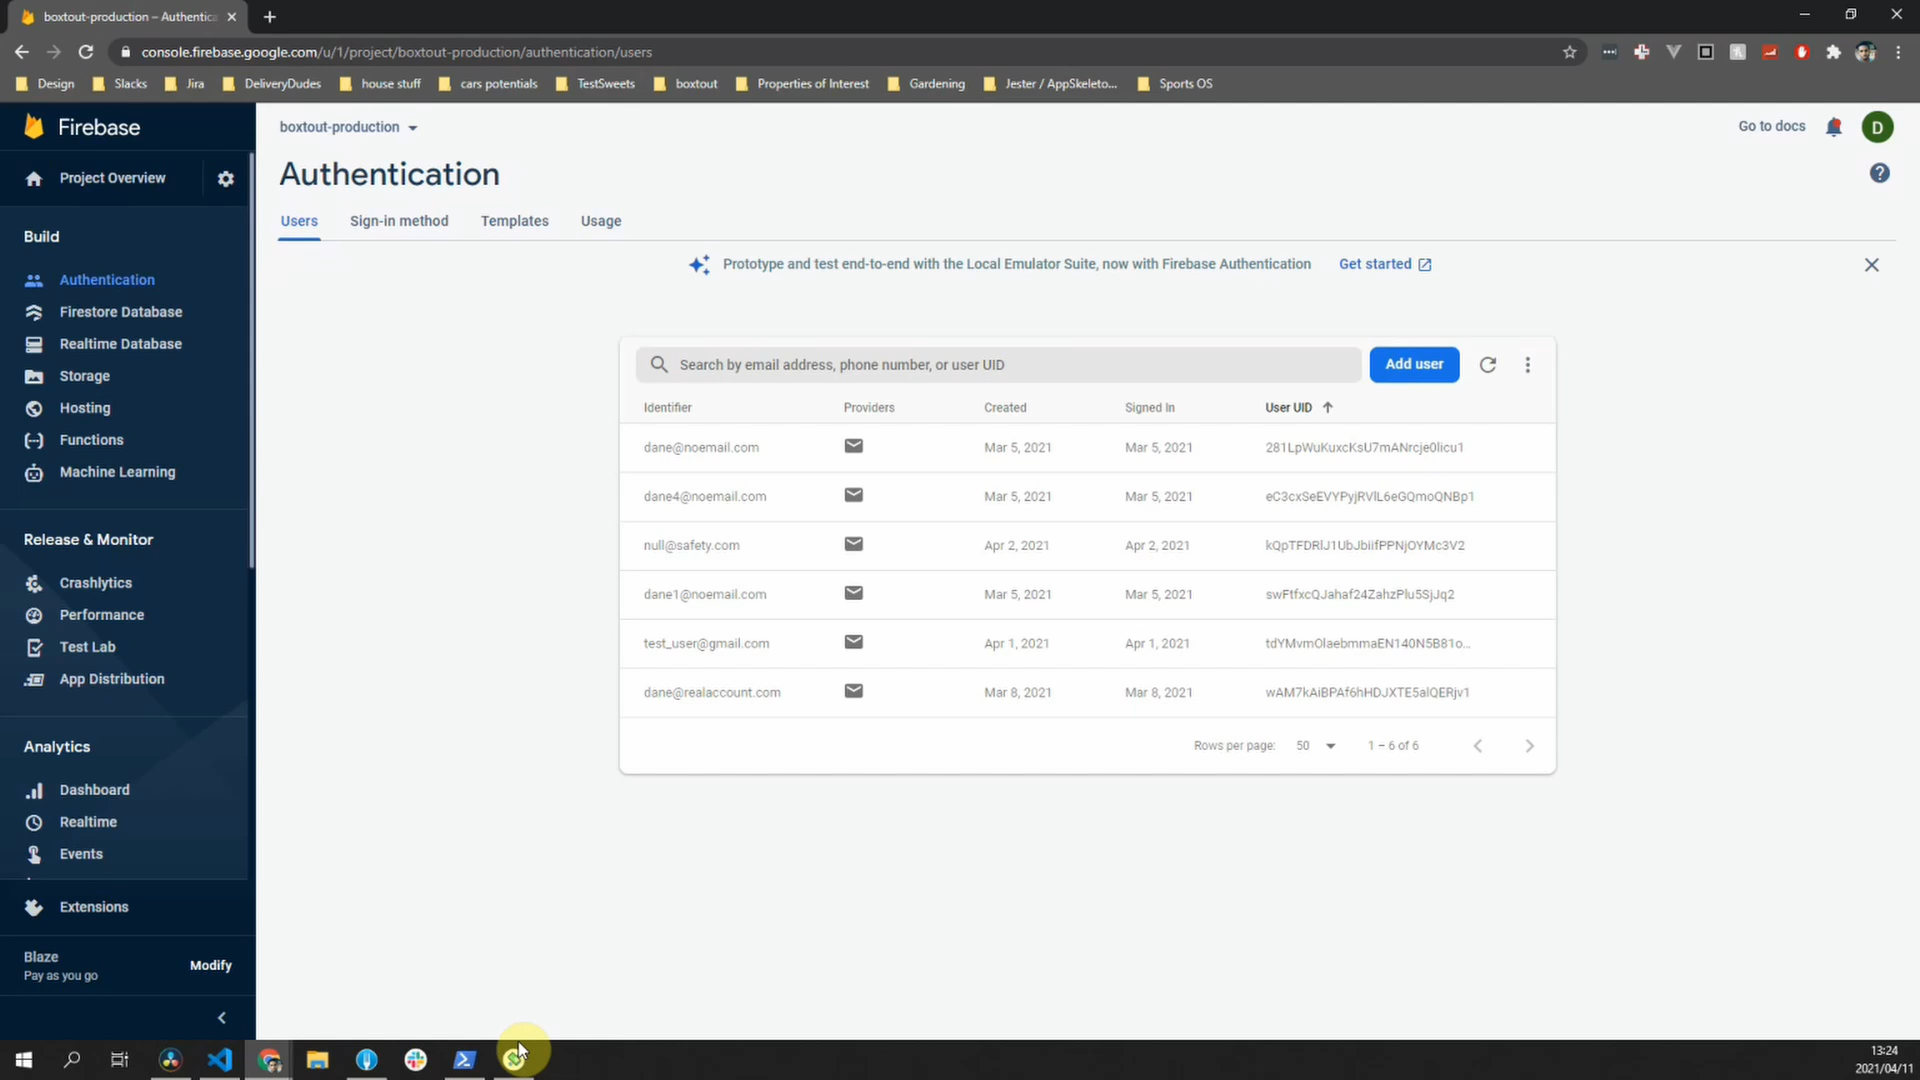 boxtout-production – Authentica
console.firebase.google.com/u/1/project/boxtout-production/authentication/users
Design
Slacks
Jira
DeliveryDudes
house stuff
cars potentials
TestSweets
boxtout
Properties of Interest
Gardening
Jester / AppSkeleto...
Sports OS
Firebase
boxtout-production
Go to docs
D
Project Overview
Authentication
Users
Sign-in method
Templates
Usage
Build
Authentication
Firestore Database
Realtime Database
Storage
Hosting
Functions
Machine Learning
Release & Monitor
Crashlytics
Performance
Test Lab
App Distribution
Analytics
Dashboard
Realtime
Events
Extensions
Blaze
Pay as you go
Modify
Prototype and test end-to-end with the Local Emulator Suite, now with Firebase Authentication
Get started
Search by email address, phone number, or user UID
Add user
Identifier Providers Created Signed In User UID
dane@noemail.com Mar 5, 2021 Mar 5, 2021 281LpWuKuxcKsU7mANrcje0licu1
dane4@noemail.com Mar 5, 2021 Mar 5, 2021 eC3cxSeEVYPyjRVlL6eGQmoQNBp1
null@safety.com Apr 2, 2021 Apr 2, 2021 kQpTFDRlJ1UbJbiifPPNjOYMc3V2
dane1@noemail.com Mar 5, 2021 Mar 5, 2021 swFtfxcQJahaf24ZahzPlu5SjJq2
test_user@gmail.com Apr 1, 2021 Apr 1, 2021 tdYMvmOlaebmmaEN140N5B81o...
dane@realaccount.com Mar 8, 2021 Mar 8, 2021 wAM7kAiBPAf6hHDJXTE5alQERjv1
Rows per page: 50 1 – 6 of 6
13:24
2021/04/11